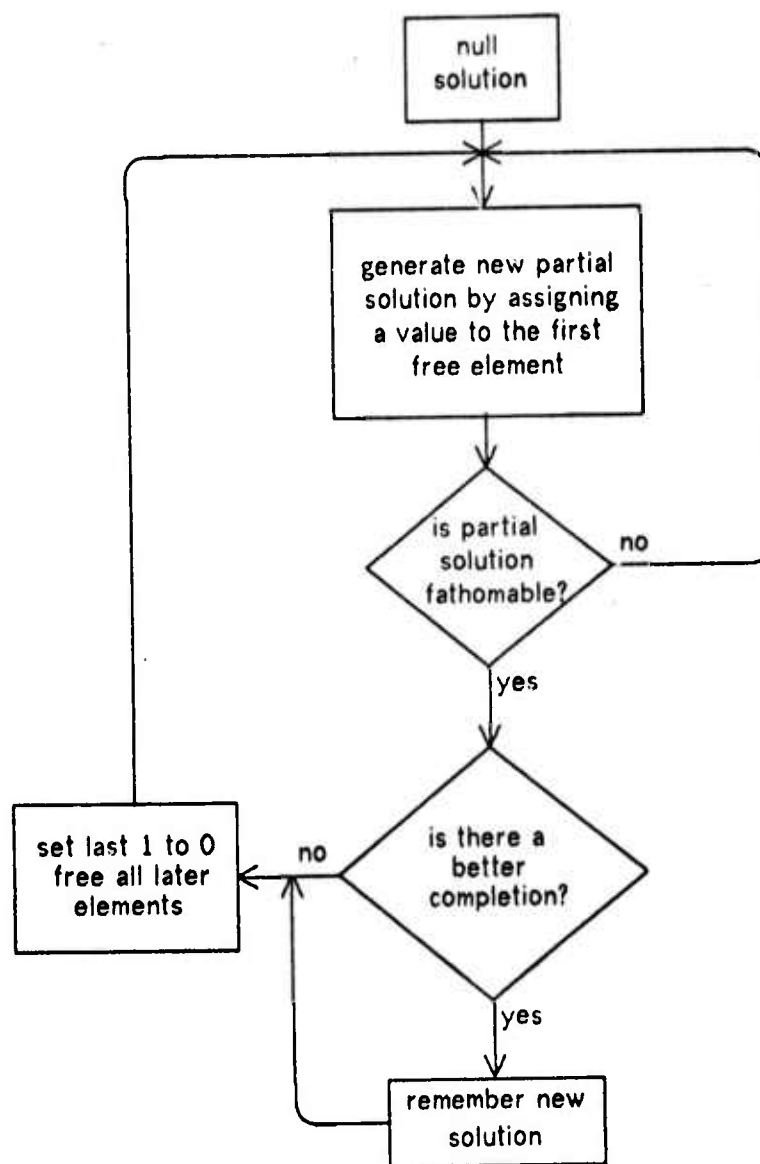 null
solution
generate new partial
solution by assigning
a value to the first
free element
is partial
solution
fathomable?
no
yes
is there a
better
completion?
no
set last 1 to 0
free all later
elements
yes
remember new
solution